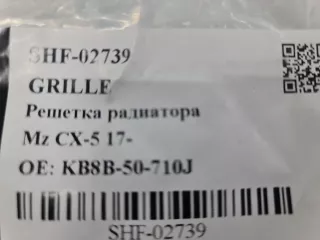 SHF-02739
GRILLE
Решетка радиатора
Mz CX-5 17-
OE: KB8B-50-710J
SHF-02739